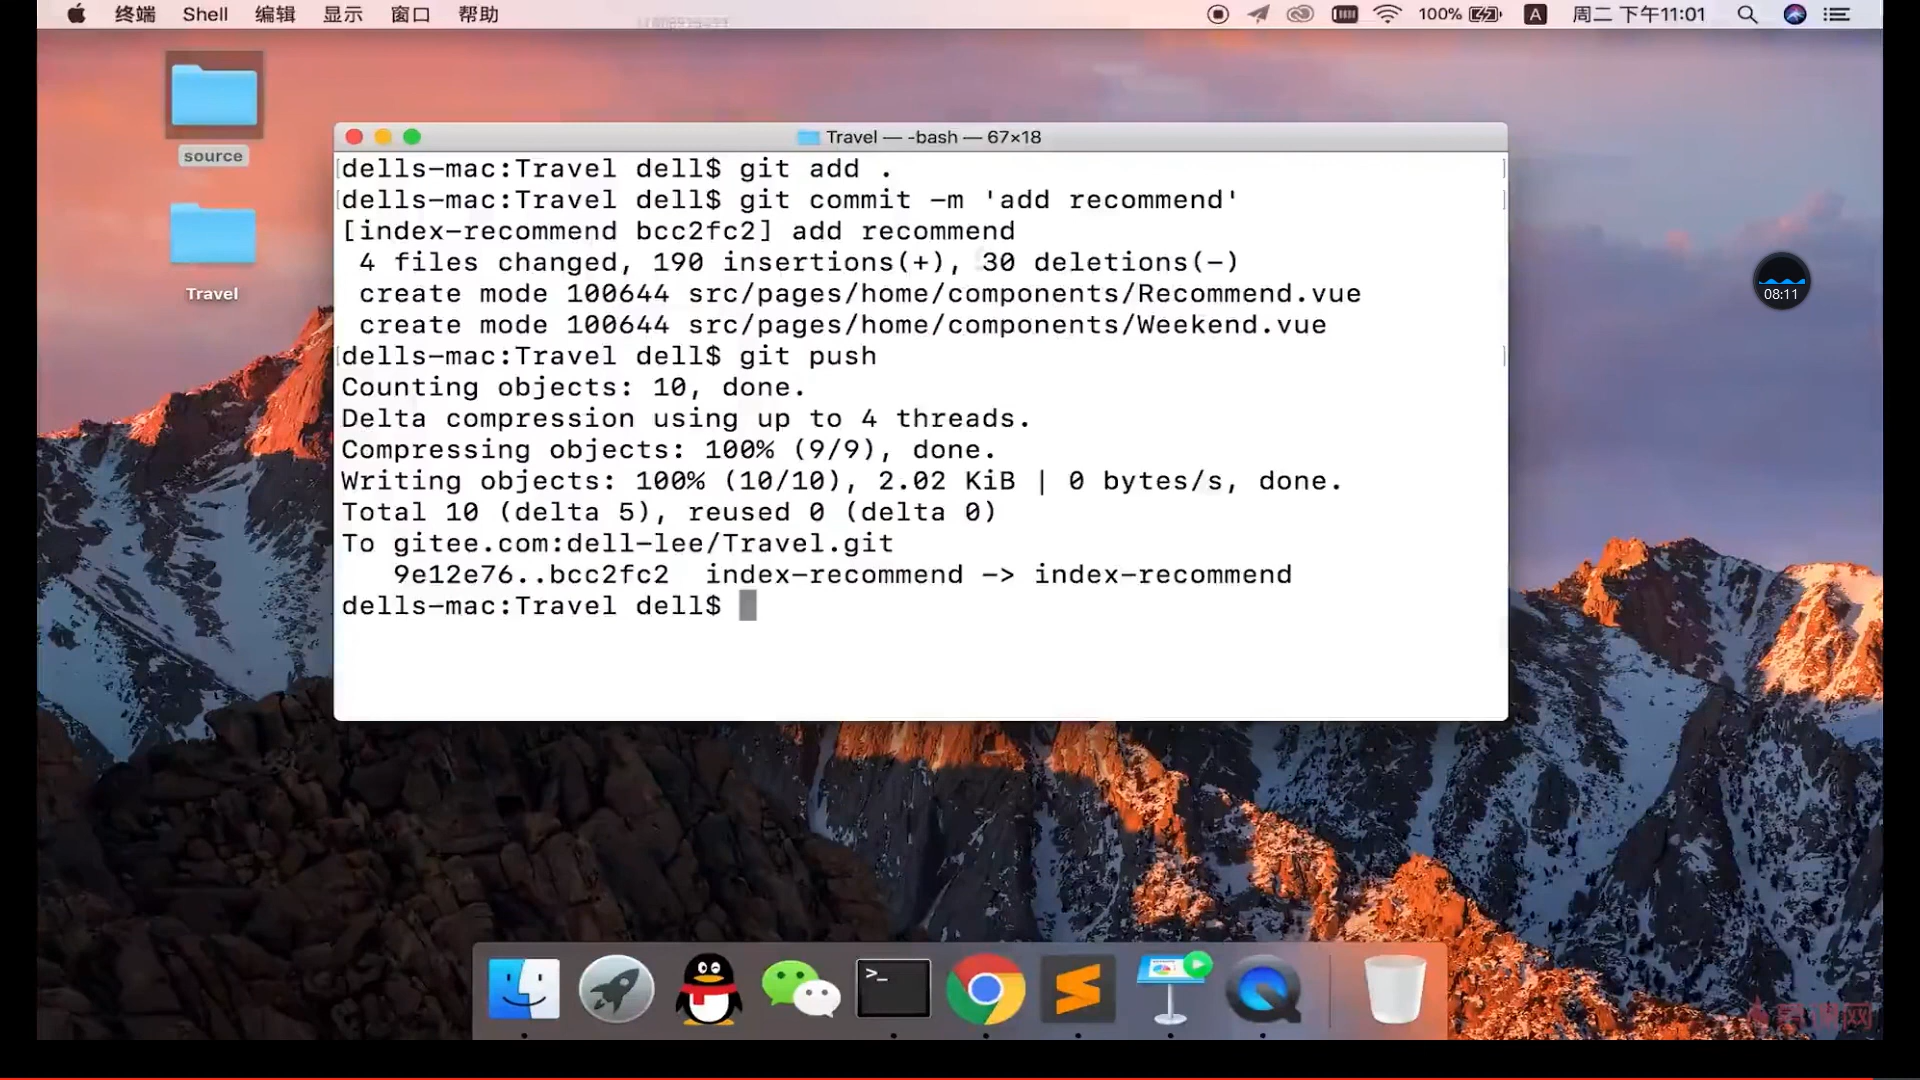 终端 Shell 编辑 显示 窗口 帮助 100% A 周二 下午11:01
source
Travel
Travel — -bash — 67×18
dells-mac:Travel dell$ git add .
dells-mac:Travel dell$ git commit -m 'add recommend'
[index-recommend bcc2fc2] add recommend
4 files changed, 190 insertions(+), 30 deletions(-)
create mode 100644 src/pages/home/components/Recommend.vue
create mode 100644 src/pages/home/components/Weekend.vue
dells-mac:Travel dell$ git push
Counting objects: 10, done.
Delta compression using up to 4 threads.
Compressing objects: 100% (9/9), done.
Writing objects: 100% (10/10), 2.02 KiB | 0 bytes/s, done.
Total 10 (delta 5), reused 0 (delta 0)
To gitee.com:dell-lee/Travel.git
9e12e76..bcc2fc2  index-recommend -> index-recommend
dells-mac:Travel dell$
08:11
>_